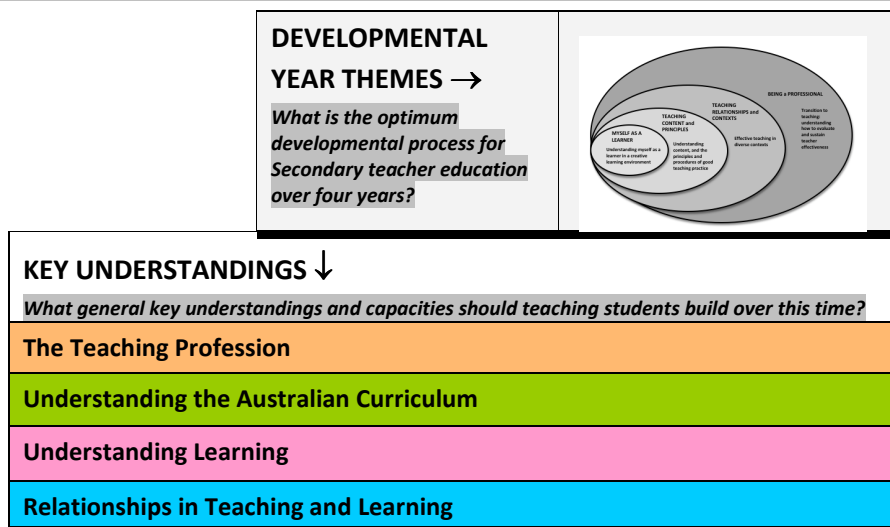 DEVELOPMENTAL
YEAR THEMES →
What is the optimum
developmental process for
Secondary teacher education
over four years?
MYSELF AS A
LEARNER
Understanding myself as a
learner in a creative
learning environment
TEACHING
CONTENT and
PRINCIPLES
Understanding
content, and the
principles and
procedures of good
teaching practice
TEACHING
RELATIONSHIPS and
CONTEXTS
Effective teaching in
diverse contexts
BEING a PROFESSIONAL
Transition to
teaching:
understanding
how to evaluate
and sustain
teacher
effectiveness
KEY UNDERSTANDINGS ↓
What general key understandings and capacities should teaching students build over this time?
The Teaching Profession
Understanding the Australian Curriculum
Understanding Learning
Relationships in Teaching and Learning